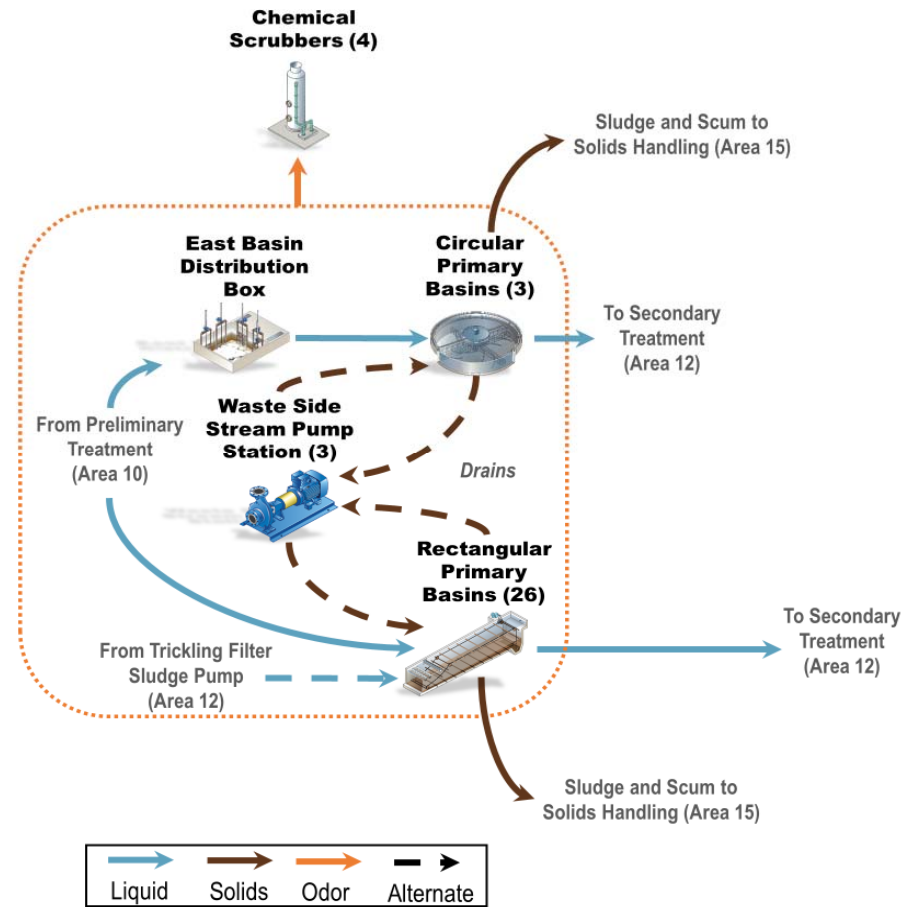 Chemical
Scrubbers (4)
Sludge and Scum to
Solids Handling (Area 15)
East Basin
Distribution
Box
Circular
Primary
Basins (3)
To Secondary
Treatment
(Area 12)
From Preliminary
Treatment
(Area 10)
Waste Side
Stream Pump
Station (3)
Drains
Rectangular
Primary
Basins (26)
To Secondary
Treatment
(Area 12)
From Trickling Filter
Sludge Pump
(Area 12)
Sludge and Scum to
Solids Handling (Area 15)
Liquid
Solids
Odor
Alternate